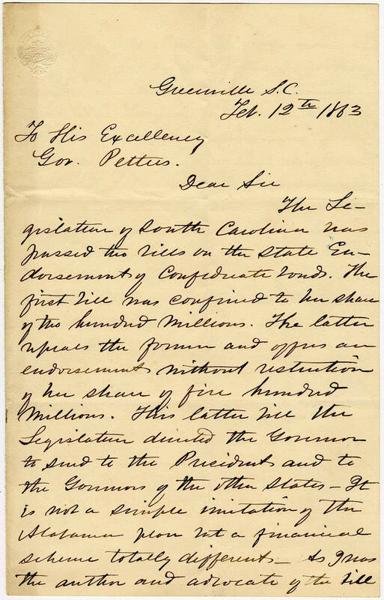 Greenville S.C.
Feb. 12th 1863
To His Excellency
Gov. Pettus.
Dear Sir
The Le-
gislature of South Carolina has
passed two bills on the State En-
dorsement of Confederate bonds. The
first bill was confined to her share
of two hundred millions. The latter
repeals the former and offers an
endorsement without restriction
of her share of five hundred
Millions. This latter bill the
Legislature directed the Governor
to send to the President and to
the Governors of the other States – It
is not a simple imitation of the
Alabama plan but a financial
scheme totally different – As I was
the author and advocate of the bill